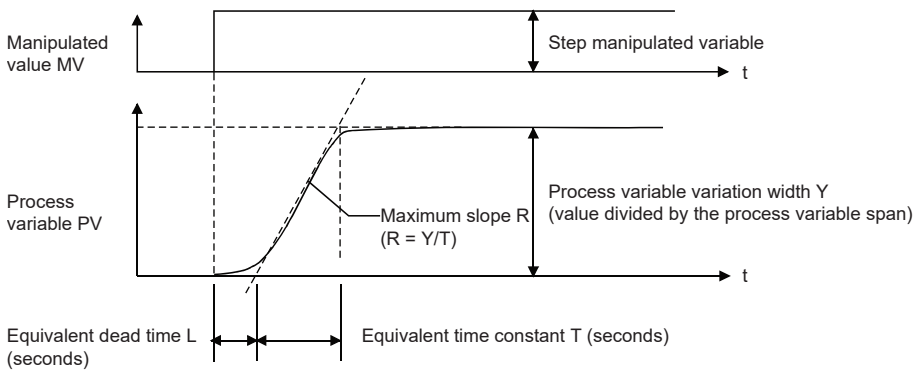 Manipulated
value MV
Step manipulated variable
t
Process
variable PV
Maximum slope R
(R = Y/T)
Process variable variation width Y
(value divided by the process variable span)
t
Equivalent dead time L
(seconds)
Equivalent time constant T (seconds)